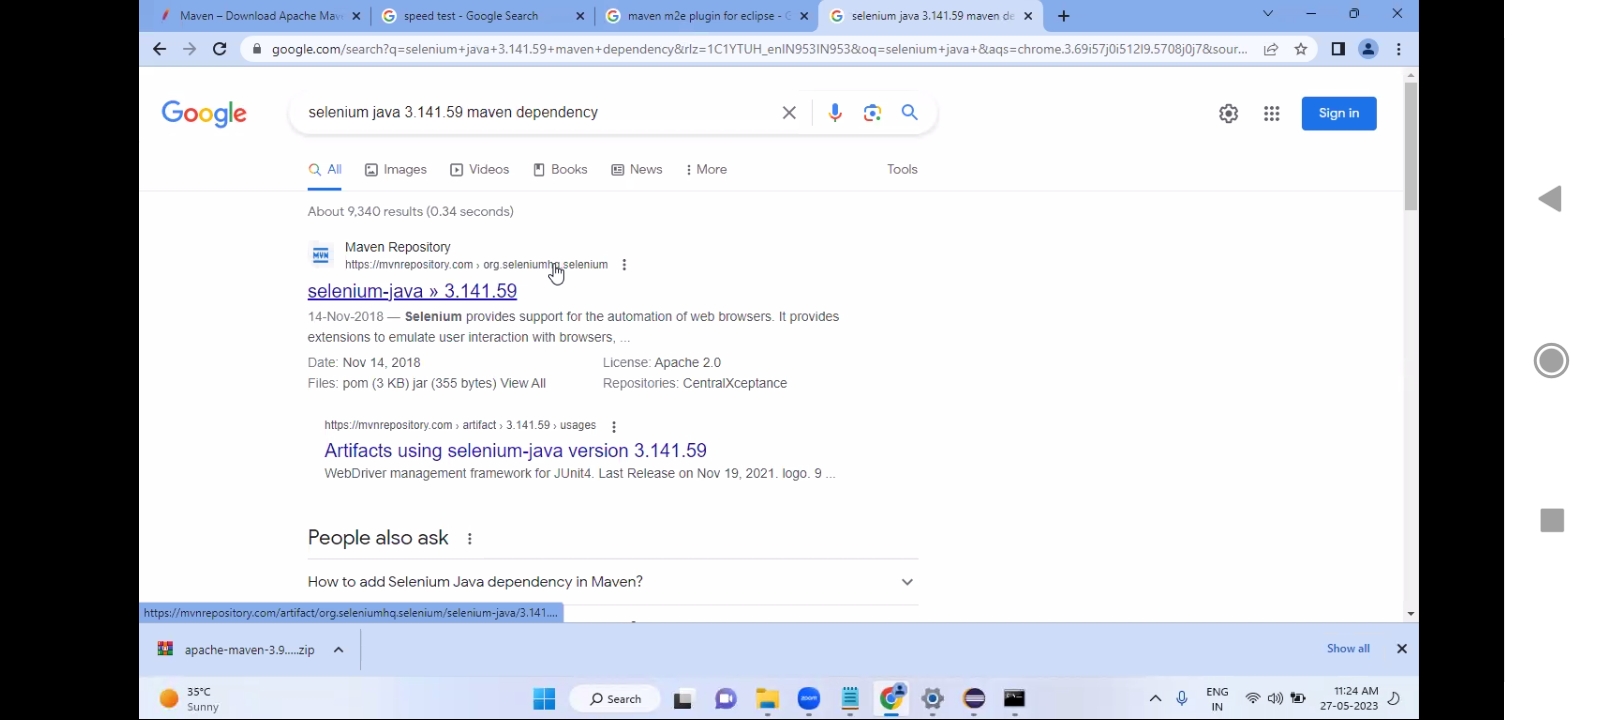 Maven – Download Apache Mav
speed test - Google Search
maven m2e plugin for eclipse - G
selenium java 3.141.59 maven de
google.com/search?q=selenium+java+3.141.59+maven+dependency&rlz=1C1YTUH_enIN953IN953&oq=selenium+java+&aqs=chrome.3.69i57j0i512l9.5708j0j7&sour...
Google
selenium java 3.141.59 maven dependency
Sign in
All
Images
Videos
Books
News
More
Tools
About 9,340 results (0.34 seconds)
MVN
Maven Repository
https://mvnrepository.com › org.seleniumhq.selenium
selenium-java » 3.141.59
14-Nov-2018 — Selenium provides support for the automation of web browsers. It provides
extensions to emulate user interaction with browsers, ...
Date: Nov 14, 2018
License: Apache 2.0
Files: pom (3 KB) jar (355 bytes) View All
Repositories: CentralXceptance
https://mvnrepository.com › artifact › 3.141.59 › usages
Artifacts using selenium-java version 3.141.59
WebDriver management framework for JUnit4. Last Release on Nov 19, 2021. logo. 9 ...
People also ask
How to add Selenium Java dependency in Maven?
https://mvnrepository.com/artifact/org.seleniumhq.selenium/selenium-java/3.141....
apache-maven-3.9.....zip
Show all
35°C
Sunny
Search
zoom
ENG
IN
11:24 AM
27-05-2023